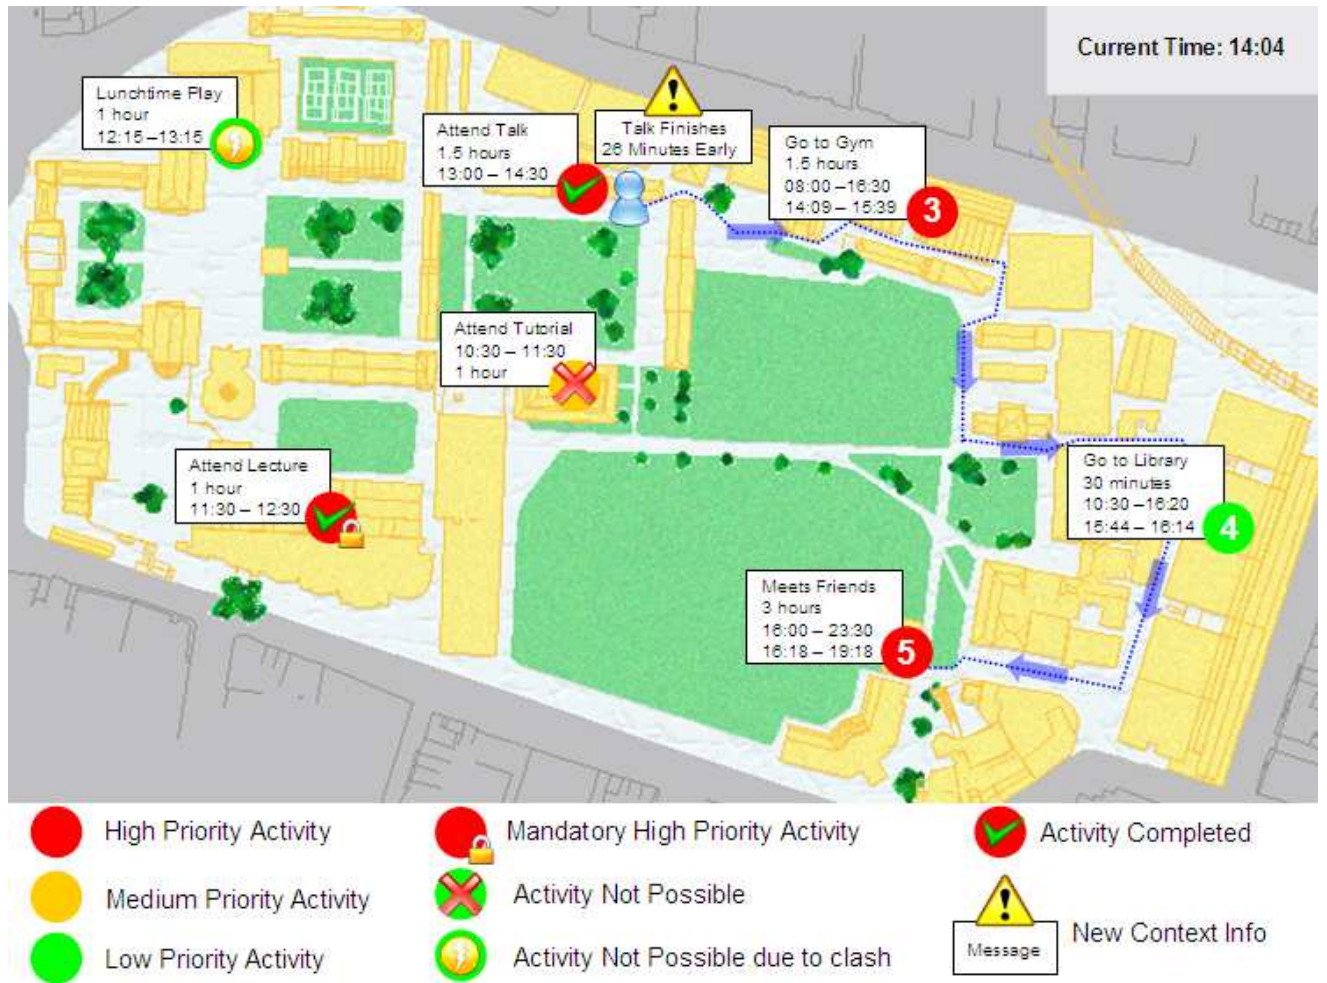 Current Time: 14:04
Lunchtime Play
1 hour
12:15 –13:15
Attend Talk
1.5 hours
13:00 – 14:30
Talk Finishes
26 Minutes Early
Go to Gym
1.5 hours
08:00 –16:30
14:09 – 15:39
3
Attend Tutorial
10:30 – 11:30
1 hour
Attend Lecture
1 hour
11:30 – 12:30
Go to Library
30 minutes
10:30 –16:20
15:44 – 16:14
4
Meets Friends
3 hours
16:00 – 23:30
16:18 – 19:18
5
High Priority Activity
Mandatory High Priority Activity
Activity Completed
Medium Priority Activity
Activity Not Possible
Message
New Context Info
Low Priority Activity
Activity Not Possible due to clash